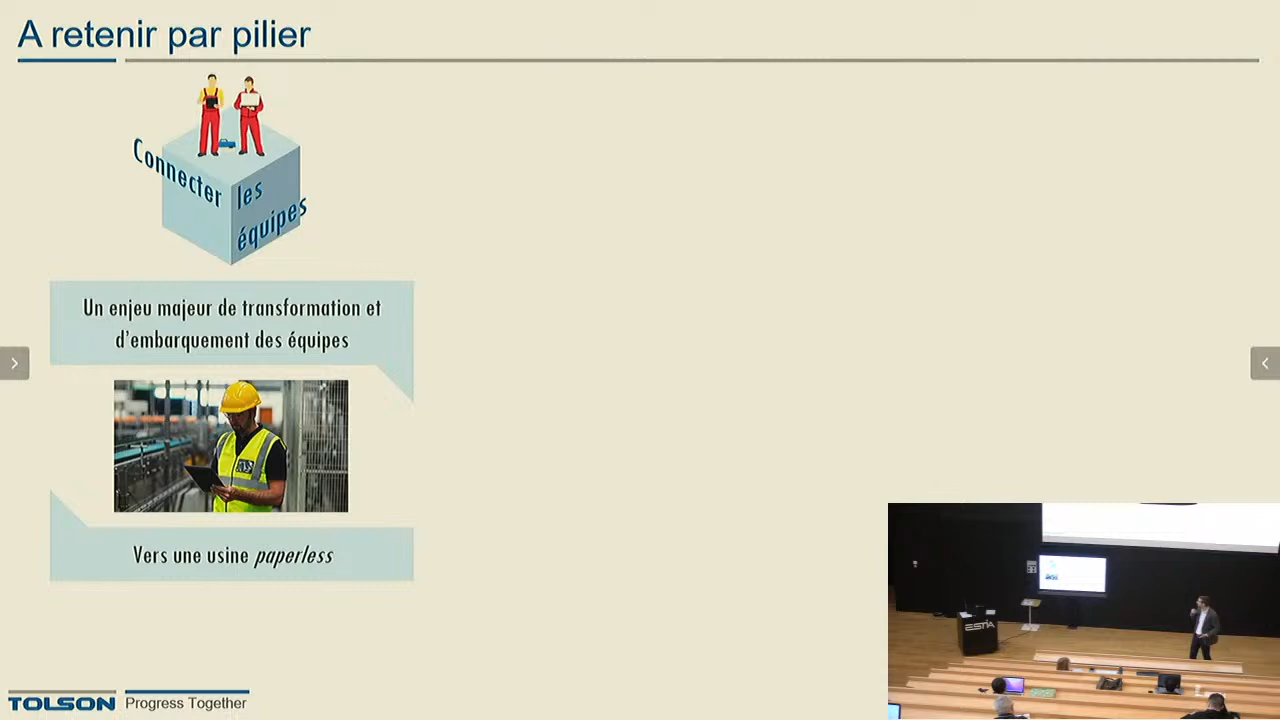 A retenir par pilier
Connecter les
équipes
Un enjeu majeur de transformation et
d'embarquement des équipes
Vers une usine paperless
ESTIA
TOLSON Progress Together